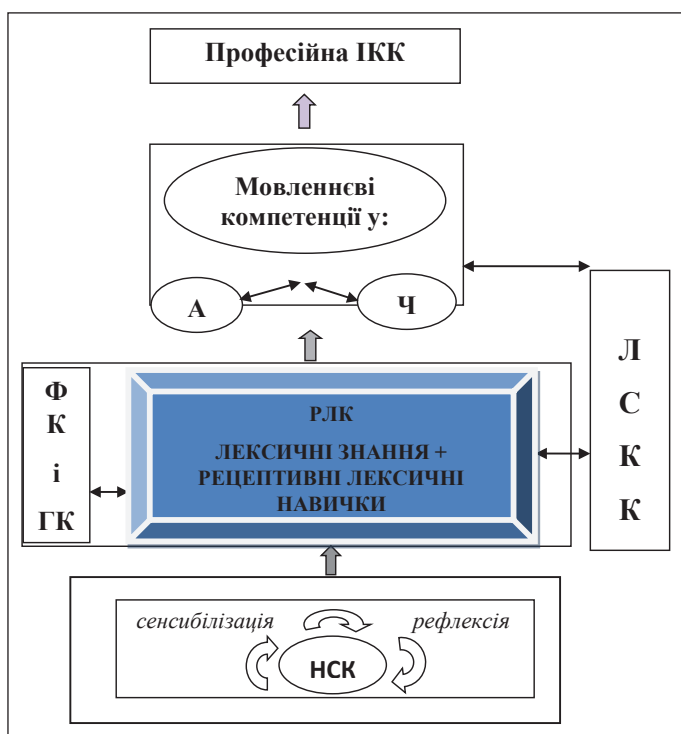 Професійна ІКК
Мовленнєві
компетенції у:
А
Ч
Л
С
К
К
Ф
К
і
ГК
РЛК
ЛЕКСИЧНІ ЗНАННЯ +
РЕЦЕПТИВНІ ЛЕКСИЧНІ
НАВИЧКИ
сенсибілізація
рефлексія
НСК